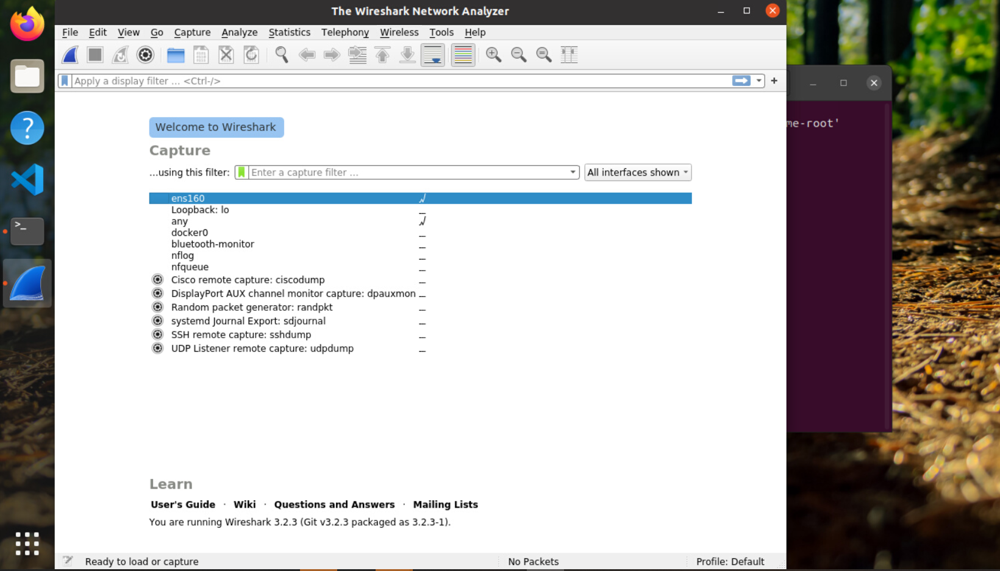 The Wireshark Network Analyzer
File Edit View Go Capture Analyze Statistics Telephony Wireless Tools Help
Apply a display filter ... <Ctrl-/>
+
me-root'
Welcome to Wireshark
Capture
...using this filter: Enter a capture filter ... All interfaces shown
ens160
Loopback: lo
any
docker0
bluetooth-monitor
nflog
nfqueue
Cisco remote capture: ciscodump
DisplayPort AUX channel monitor capture: dpauxmon
Random packet generator: randpkt
systemd Journal Export: sdjournal
SSH remote capture: sshdump
UDP Listener remote capture: udpdump
Learn
User's Guide · Wiki · Questions and Answers · Mailing Lists
You are running Wireshark 3.2.3 (Git v3.2.3 packaged as 3.2.3-1).
Ready to load or capture No Packets Profile: Default